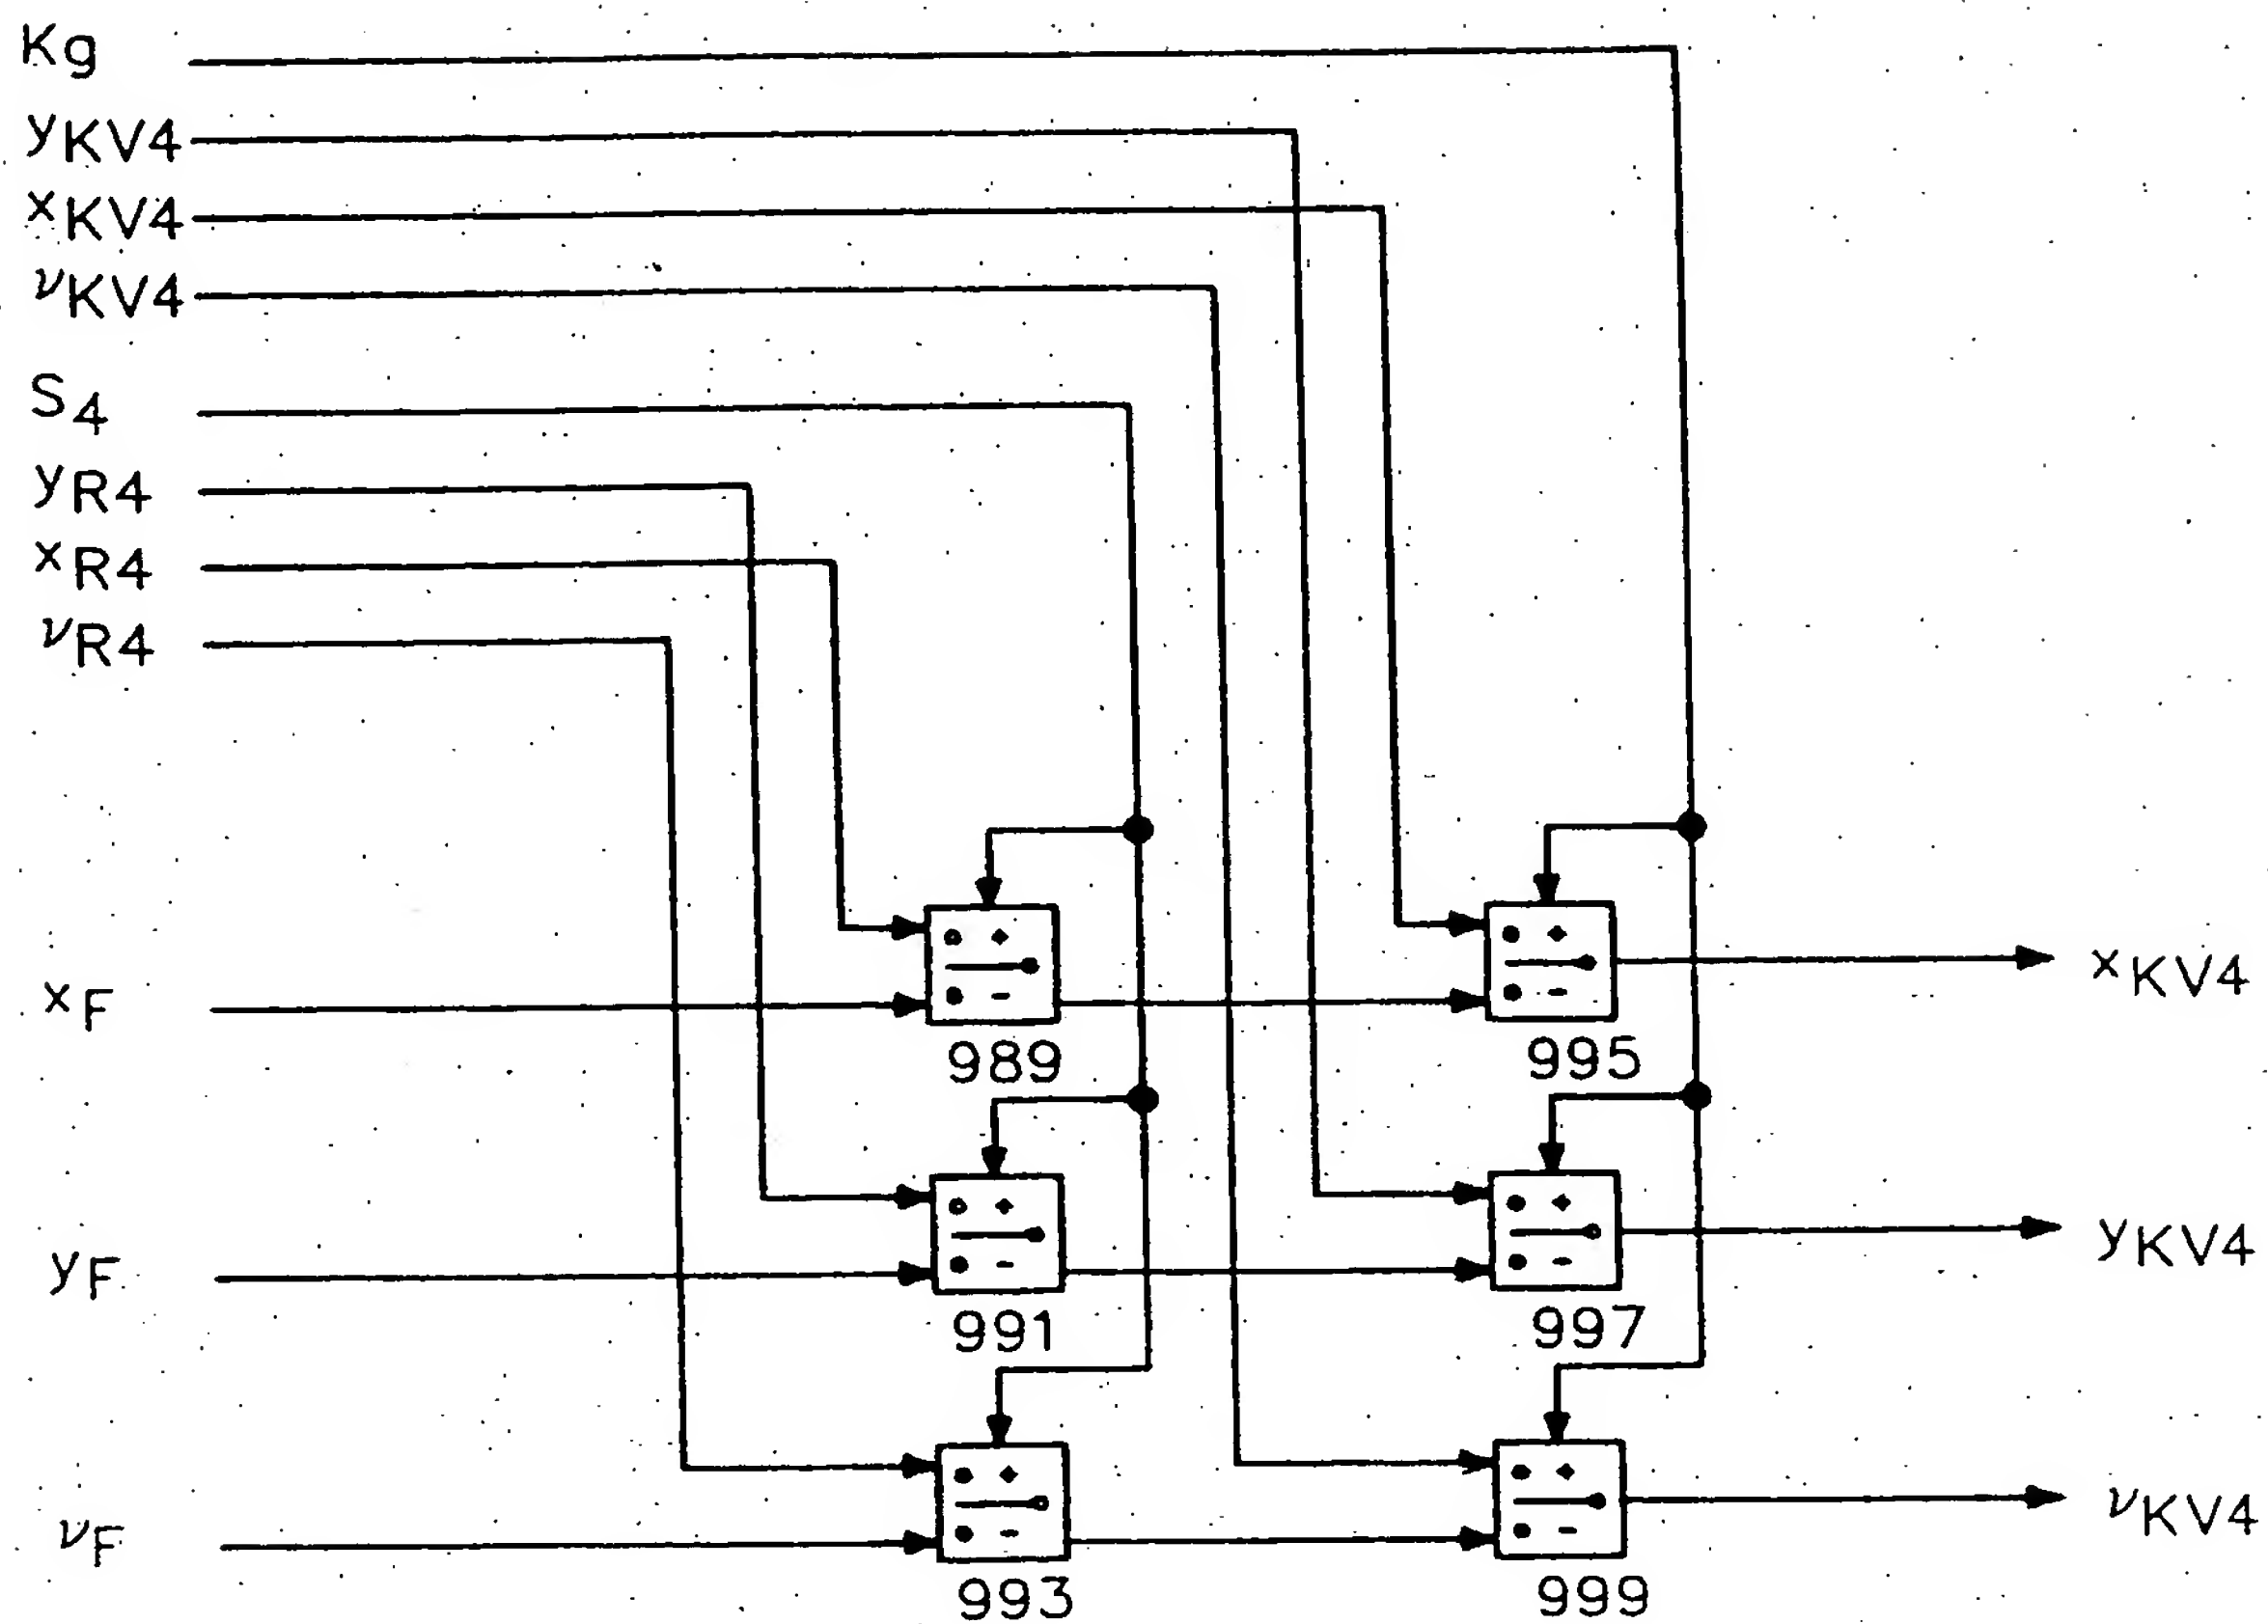 Kg
yKV4
xKV4
νKV4
S4
yR4
xR4
νR4
+ +
xF - - xKV4
989 995
+ +
yF - - yKV4
991 997
+ +
νF - - νKV4
993 999